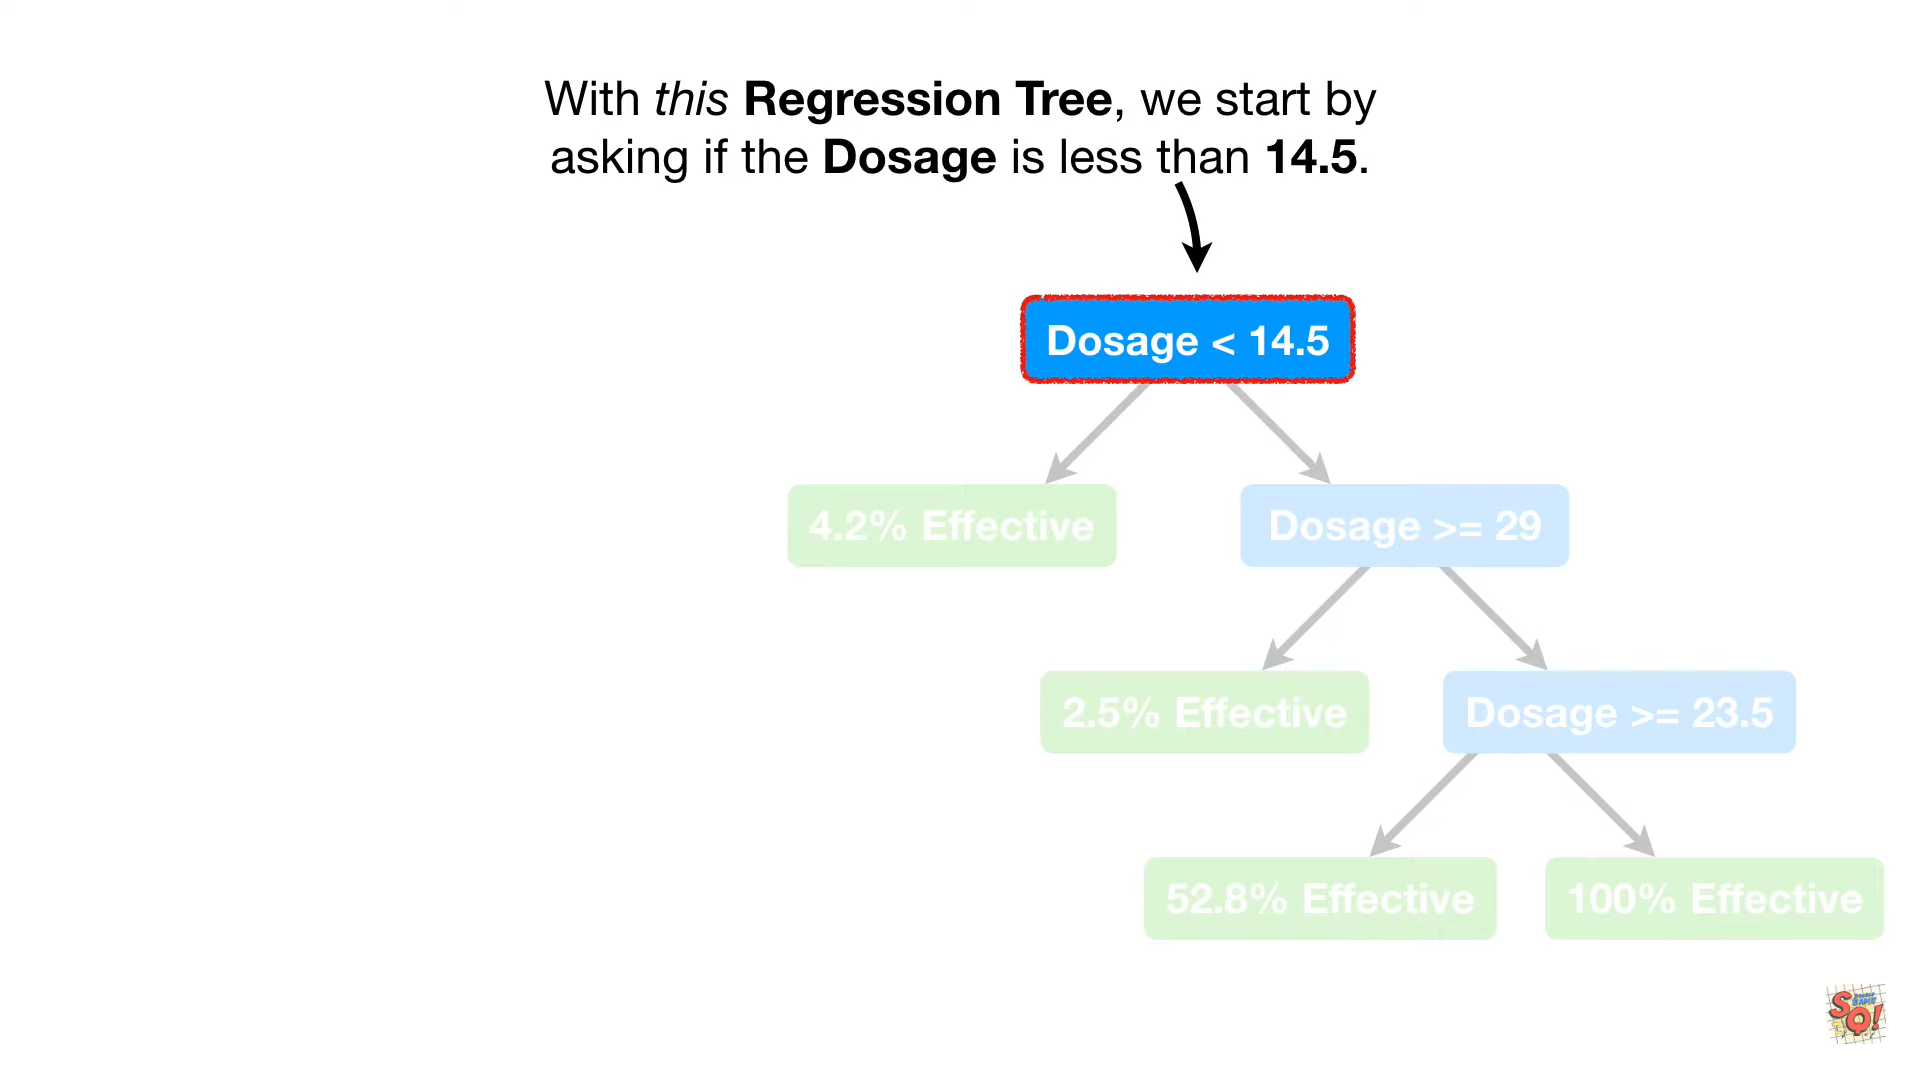 With this Regression Tree, we start by
asking if the Dosage is less than 14.5.
Dosage < 14.5
4.2% Effective
Dosage >= 29
2.5% Effective
Dosage >= 23.5
52.8% Effective
100% Effective
SQ!